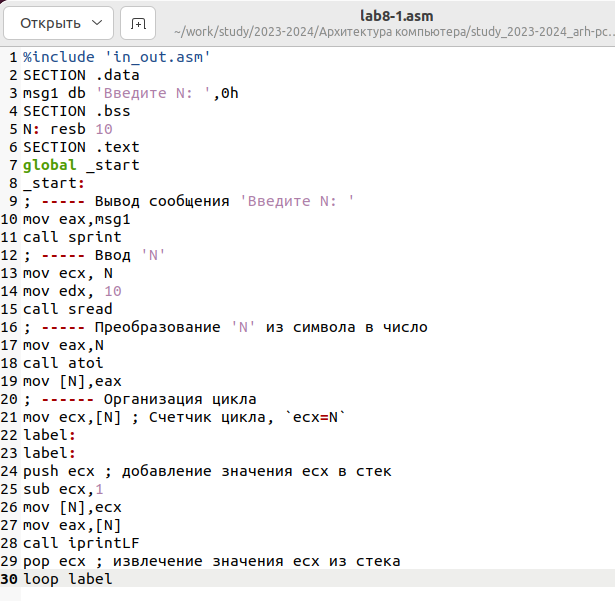 Открыть
lab8-1.asm
~/work/study/2023-2024/Архитектура компьютера/study_2023-2024_arh-pc...
1 %include 'in_out.asm'
2 SECTION .data
3 msg1 db 'Введите N: ',0h
4 SECTION .bss
5 N: resb 10
6 SECTION .text
7 global _start
8 _start:
9 ; ----- Вывод сообщения 'Введите N: '
10 mov eax,msg1
11 call sprint
12 ; ----- Ввод 'N'
13 mov ecx, N
14 mov edx, 10
15 call sread
16 ; ----- Преобразование 'N' из символа в число
17 mov eax,N
18 call atoi
19 mov [N],eax
20 ; ------ Организация цикла
21 mov ecx,[N] ; Счетчик цикла, `ecx=N`
22 label:
23 label:
24 push ecx ; добавление значения ecx в стек
25 sub ecx,1
26 mov [N],ecx
27 mov eax,[N]
28 call iprintLF
29 pop ecx ; извлечение значения ecx из стека
30 loop label